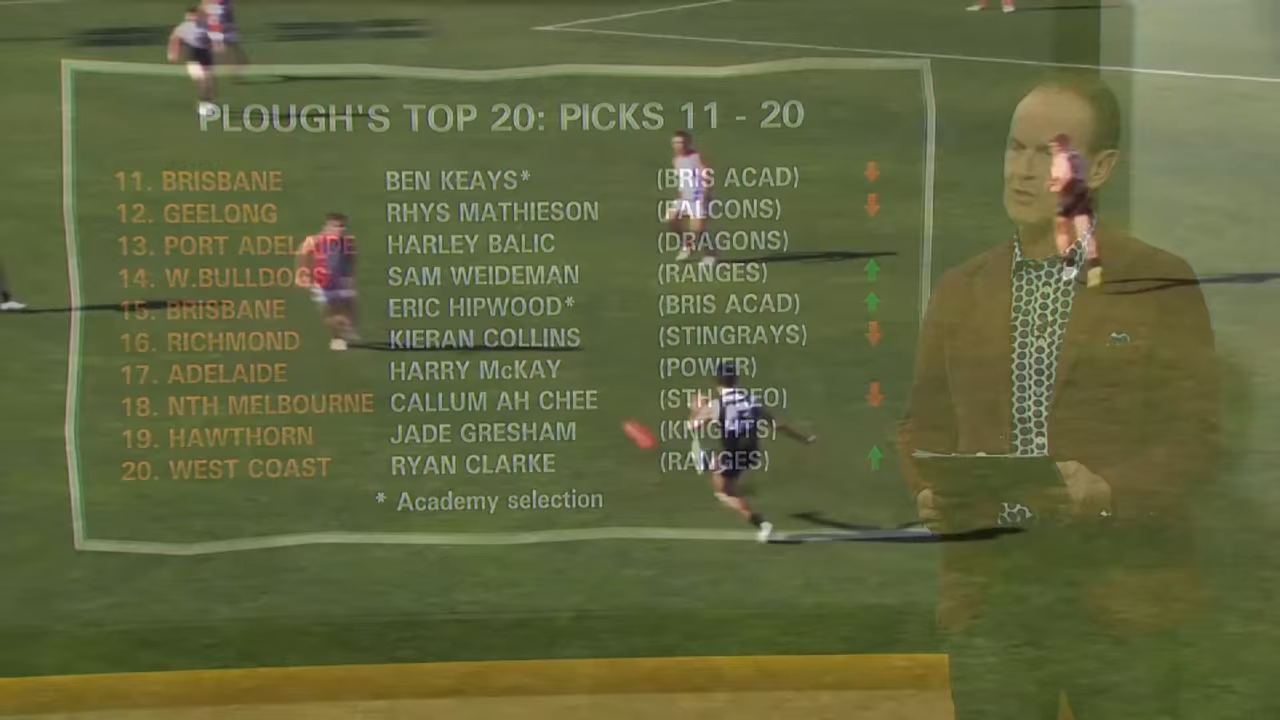 PLOUGH'S TOP 20: PICKS 11 - 20
11. BRISBANE BEN KEAYS* (BRIS ACAD)
12. GEELONG RHYS MATHIESON (FALCONS)
13. PORT ADELAIDE HARLEY BALIC (DRAGONS)
14. W.BULLDOGS SAM WEIDEMAN (RANGES)
15. BRISBANE ERIC HIPWOOD* (BRIS ACAD)
16. RICHMOND KIERAN COLLINS (STINGRAYS)
17. ADELAIDE HARRY McKAY (POWER)
18. NTH MELBOURNE CALLUM AH CHEE (STH FREO)
19. HAWTHORN JADE GRESHAM (KNIGHTS)
20. WEST COAST RYAN CLARKE (RANGES)
* Academy selection